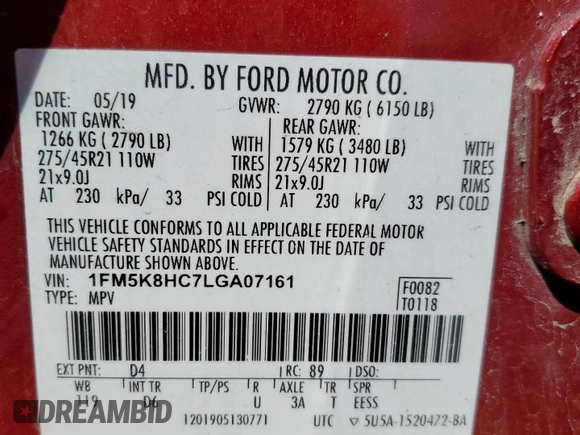 MFD. BY FORD MOTOR CO.
DATE: 05/19 GVWR: 2790 KG ( 6150 LB)
FRONT GAWR: REAR GAWR:
1266 KG ( 2790 LB) WITH 1579 KG ( 3480 LB) WITH
275/45R21 110W TIRES 275/45R21 110W TIRES
21x9.0J RIMS 21x9.0J RIMS
AT 230 kPa/ 33 PSI COLD AT 230 kPa/ 33 PSI COLD
THIS VEHICLE CONFORMS TO ALL APPLICABLE FEDERAL MOTOR
VEHICLE SAFETY STANDARDS IN EFFECT ON THE DATE OF
MANUFACTURE SHOWN ABOVE.
VIN: 1FM5K8HC7LGA07161 F0082
TYPE: MPV T0118
EXT PNT: D4 RC: 89 DSO:
WB INT TR TP/PS R AXLE TR SPR
119 D6 U 3A T EESS
1201905130771 UTC ▽ 5U5A-1520472-BA
DREAMBID